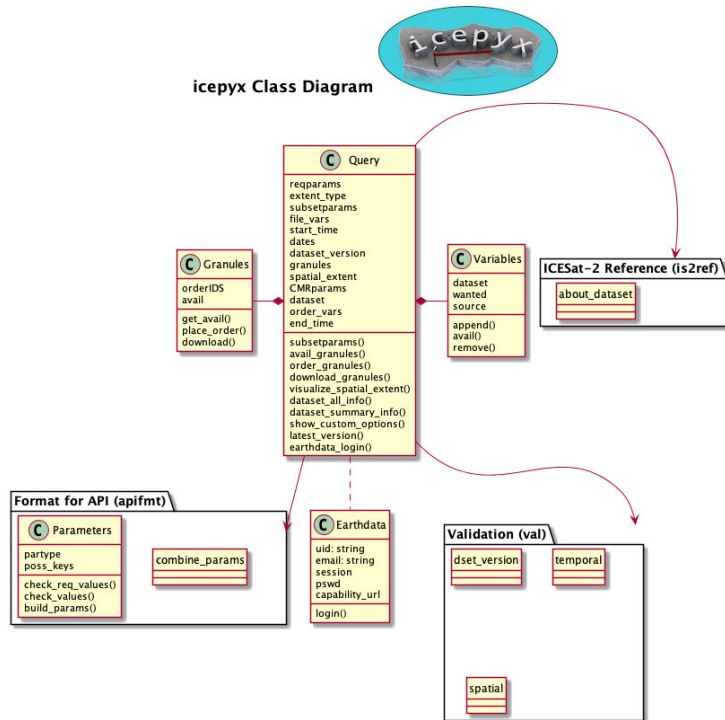 icepyx
icepyx Class Diagram
C Query
reqparams
extent_type
subsetparams
file_vars
start_time
dates
dataset_version
granules
spatial_extent
CMRparams
dataset
order_vars
end_time
subsetparams()
avail_granules()
order_granules()
download_granules()
visualize_spatial_extent()
dataset_all_info()
dataset_summary_info()
show_custom_options()
latest_version()
earthdata_login()
C Granules
orderIDS
avail
get_avail()
place_order()
download()
C Variables
dataset
wanted
source
append()
avail()
remove()
ICESat-2 Reference (is2ref)
about_dataset
Format for API (apifmt)
C Parameters
partype
poss_keys
check_req_values()
check_values()
build_params()
combine_params
C Earthdata
uid: string
email: string
session
pswd
capability_url
login()
Validation (val)
dset_version
temporal
spatial